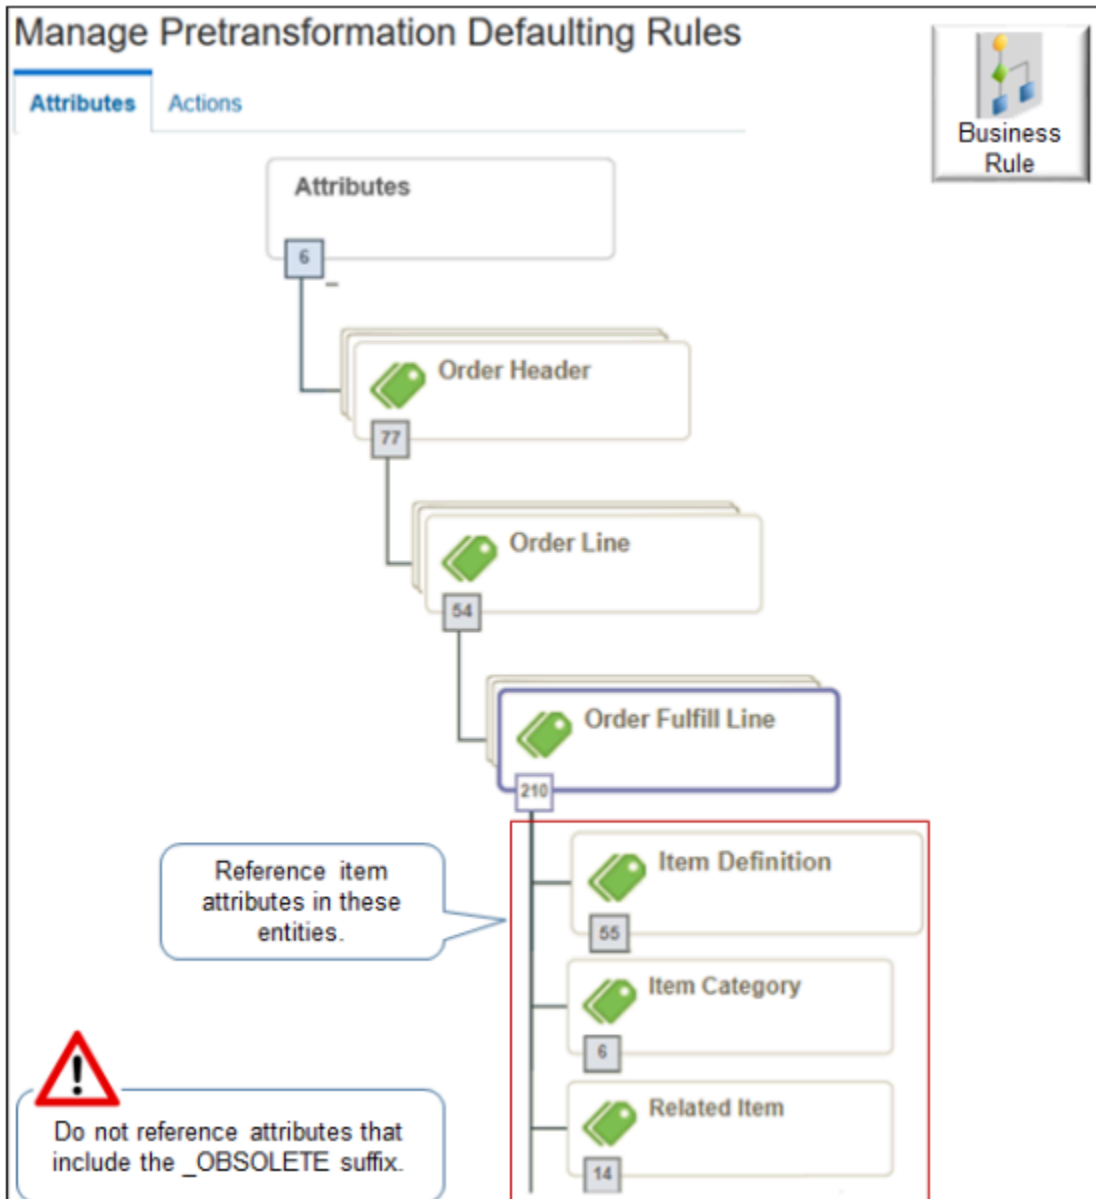 Manage Pretransformation Defaulting Rules
Attributes
Actions
Business
Rule
Attributes
6
Order Header
77
Order Line
54
Order Fulfill Line
210
Reference item
attributes in these
entities.
Item Definition
55
Item Category
6
Related Item
14
!
Do not reference attributes that
include the _OBSOLETE suffix.